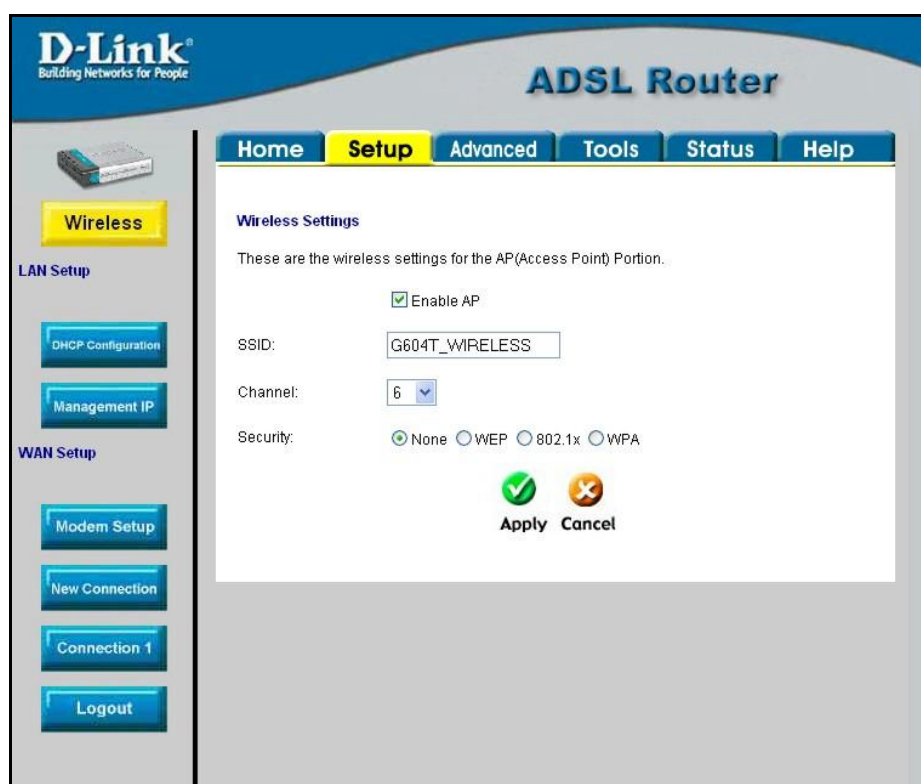 D-Link®
Building Networks for People
ADSL Router
Home Setup Advanced Tools Status Help
Wireless
LAN Setup
DHCP Configuration
Management IP
WAN Setup
Modem Setup
New Connection
Connection 1
Logout
Wireless Settings
These are the wireless settings for the AP(Access Point) Portion.
Enable AP
SSID: G604T_WIRELESS
Channel: 6
Security: None WEP 802.1x WPA
Apply Cancel